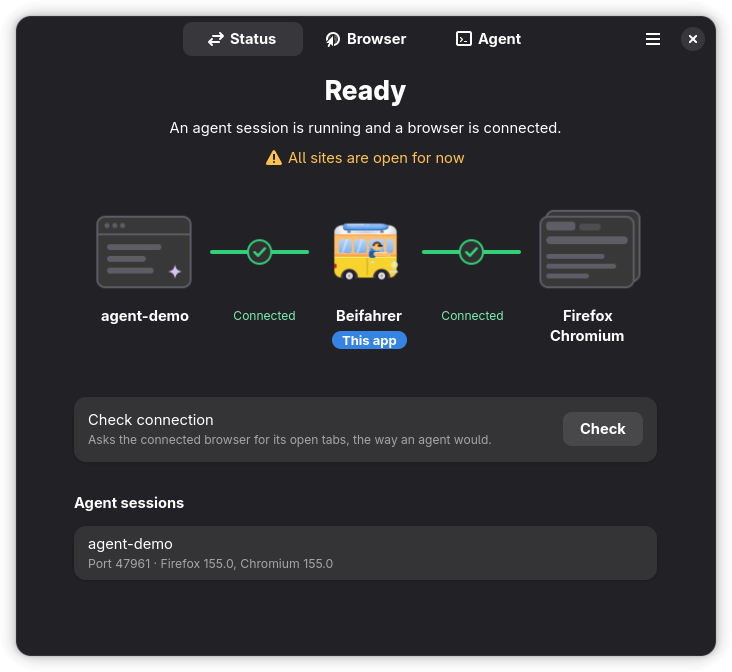 Status
Browser
Agent
Ready
An agent session is running and a browser is connected.
All sites are open for now
agent-demo
Connected
Beifahrer
This app
Connected
Firefox
Chromium
Check connection
Asks the connected browser for its open tabs, the way an agent would.
Check
Agent sessions
agent-demo
Port 47961 · Firefox 155.0, Chromium 155.0